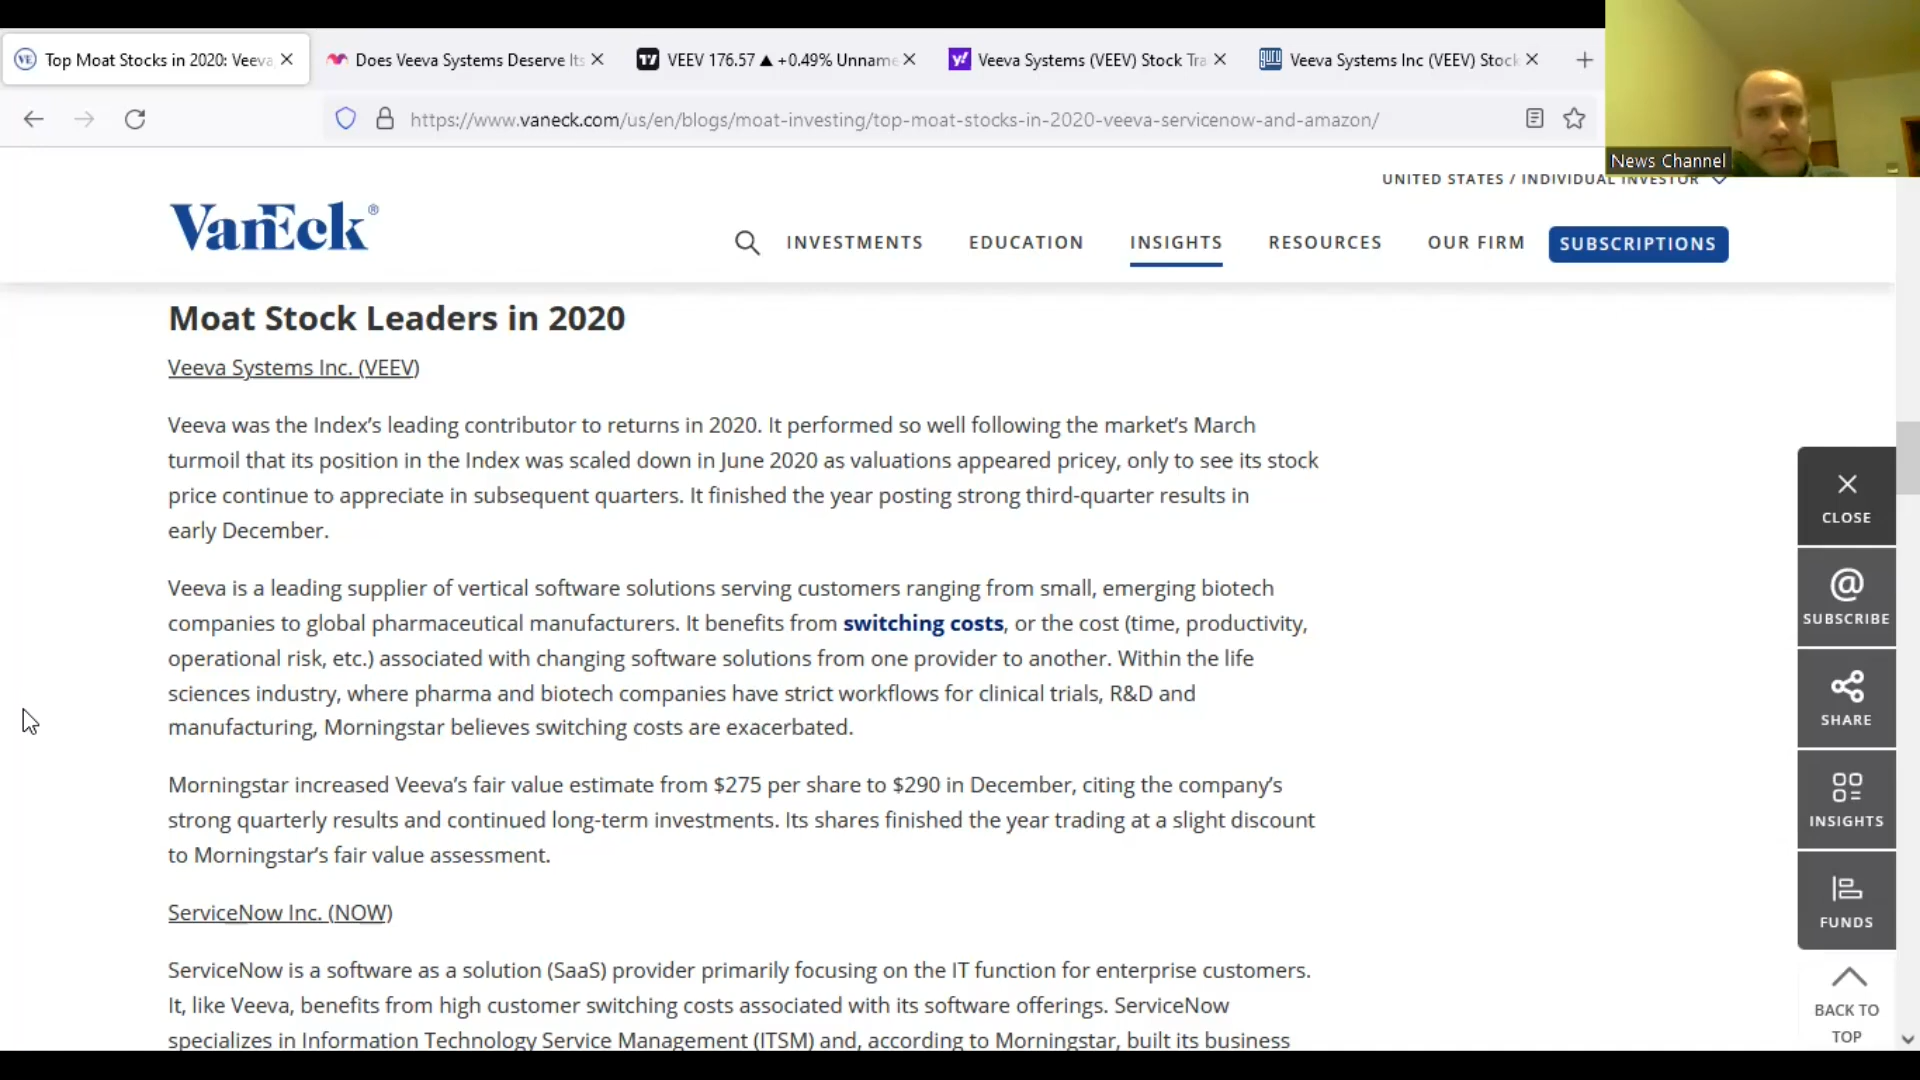 Top Moat Stocks in 2020: Veeva
Does Veeva Systems Deserve Its
VEEV 176.57 ▲ +0.49% Unname
Veeva Systems (VEEV) Stock Tra
Veeva Systems Inc (VEEV) Stock
https://www.vaneck.com/us/en/blogs/moat-investing/top-moat-stocks-in-2020-veeva-servicenow-and-amazon/
News Channel
UNITED STATES / INDIVIDUAL INVESTOR
VanEck®
INVESTMENTS EDUCATION INSIGHTS RESOURCES OUR FIRM SUBSCRIPTIONS
Moat Stock Leaders in 2020
Veeva Systems Inc. (VEEV)
Veeva was the Index’s leading contributor to returns in 2020. It performed so well following the market’s March
turmoil that its position in the Index was scaled down in June 2020 as valuations appeared pricey, only to see its stock
price continue to appreciate in subsequent quarters. It finished the year posting strong third-quarter results in
early December.
Veeva is a leading supplier of vertical software solutions serving customers ranging from small, emerging biotech
companies to global pharmaceutical manufacturers. It benefits from switching costs, or the cost (time, productivity,
operational risk, etc.) associated with changing software solutions from one provider to another. Within the life
sciences industry, where pharma and biotech companies have strict workflows for clinical trials, R&D and
manufacturing, Morningstar believes switching costs are exacerbated.
Morningstar increased Veeva’s fair value estimate from $275 per share to $290 in December, citing the company’s
strong quarterly results and continued long-term investments. Its shares finished the year trading at a slight discount
to Morningstar’s fair value assessment.
ServiceNow Inc. (NOW)
ServiceNow is a software as a solution (SaaS) provider primarily focusing on the IT function for enterprise customers.
It, like Veeva, benefits from high customer switching costs associated with its software offerings. ServiceNow
specializes in Information Technology Service Management (ITSM) and, according to Morningstar, built its business
CLOSE
SUBSCRIBE
SHARE
INSIGHTS
FUNDS
BACK TO
TOP